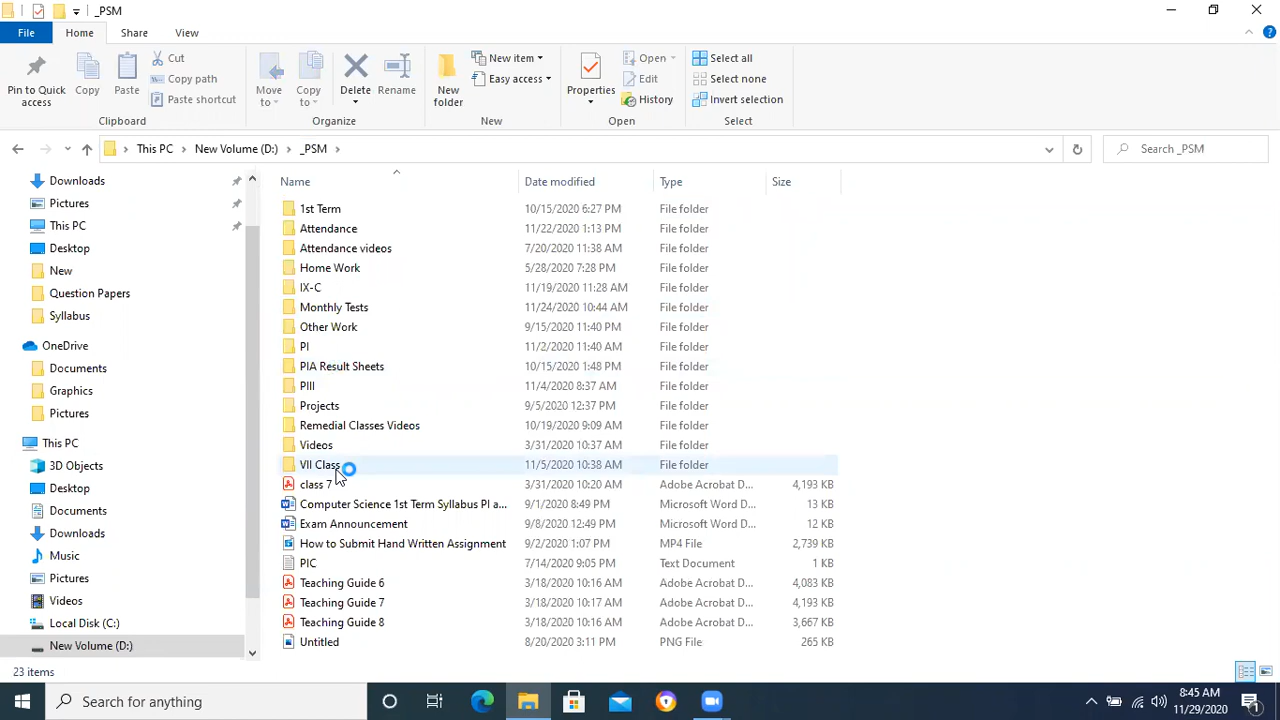 _PSM
File Home Share View
Pin to Quick access
Copy
Paste
Cut
Copy path
Paste shortcut
Clipboard
Move to
Copy to
Delete
Rename
Organize
New folder
New item
Easy access
New
Properties
Open
Edit
History
Open
Select all
Select none
Invert selection
Select
This PC New Volume (D:) _PSM
Search _PSM
Downloads
Pictures
This PC
Desktop
New
Question Papers
Syllabus
OneDrive
Documents
Graphics
Pictures
This PC
3D Objects
Desktop
Documents
Downloads
Music
Pictures
Videos
Local Disk (C:)
New Volume (D:)
Name Date modified Type Size
1st Term 10/15/2020 6:27 PM File folder
Attendance 11/22/2020 1:13 PM File folder
Attendance videos 7/20/2020 11:38 AM File folder
Home Work 5/28/2020 7:28 PM File folder
IX-C 11/19/2020 11:28 AM File folder
Monthly Tests 11/24/2020 10:44 AM File folder
Other Work 9/15/2020 11:40 PM File folder
PI 11/2/2020 11:40 AM File folder
PIA Result Sheets 10/15/2020 1:48 PM File folder
PIII 11/4/2020 8:37 AM File folder
Projects 9/5/2020 12:37 PM File folder
Remedial Classes Videos 10/19/2020 9:09 AM File folder
Videos 3/31/2020 10:37 AM File folder
VII Class 11/5/2020 10:38 AM File folder
class 7 3/31/2020 10:20 AM Adobe Acrobat D... 4,193 KB
Computer Science 1st Term Syllabus PI a... 9/1/2020 8:49 PM Microsoft Word D... 13 KB
Exam Announcement 9/8/2020 12:49 PM Microsoft Word D... 12 KB
How to Submit Hand Written Assignment 9/2/2020 1:07 PM MP4 File 2,739 KB
PIC 7/14/2020 9:05 PM Text Document 1 KB
Teaching Guide 6 3/18/2020 10:16 AM Adobe Acrobat D... 4,083 KB
Teaching Guide 7 3/18/2020 10:17 AM Adobe Acrobat D... 4,193 KB
Teaching Guide 8 3/18/2020 10:16 AM Adobe Acrobat D... 3,667 KB
Untitled 8/20/2020 3:11 PM PNG File 265 KB
23 items
Search for anything
8:45 AM
11/29/2020
1